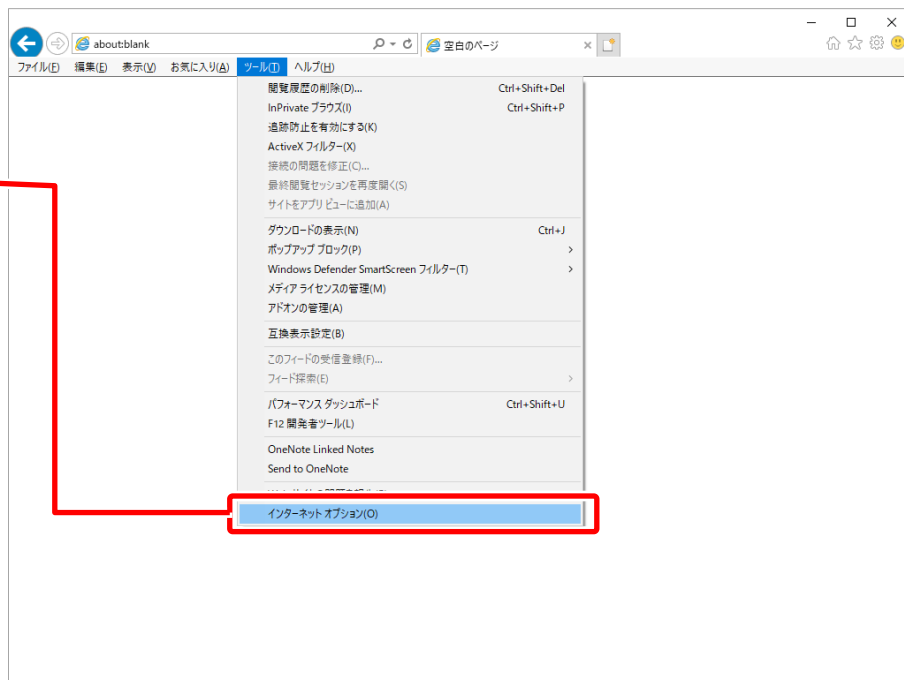 about:blank
空白のページ
ファイル(F) 編集(E) 表示(V) お気に入り(A) ツール(T) ヘルプ(H)
閲覧履歴の削除(D)... Ctrl+Shift+Del
InPrivate ブラウズ(I) Ctrl+Shift+P
追跡防止を有効にする(K)
ActiveX フィルター(X)
接続の問題を修正(C)...
最終閲覧セッションを再度開く(S)
サイトをアプリ ビューに追加(A)
ダウンロードの表示(N) Ctrl+J
ポップアップ ブロック(P)
Windows Defender SmartScreen フィルター(T)
メディア ライセンスの管理(M)
アドオンの管理(A)
互換表示設定(B)
このフィードの受信登録(F)...
フィード探索(E)
パフォーマンス ダッシュボード Ctrl+Shift+U
F12 開発者ツール(L)
OneNote Linked Notes
Send to OneNote
インターネット オプション(O)